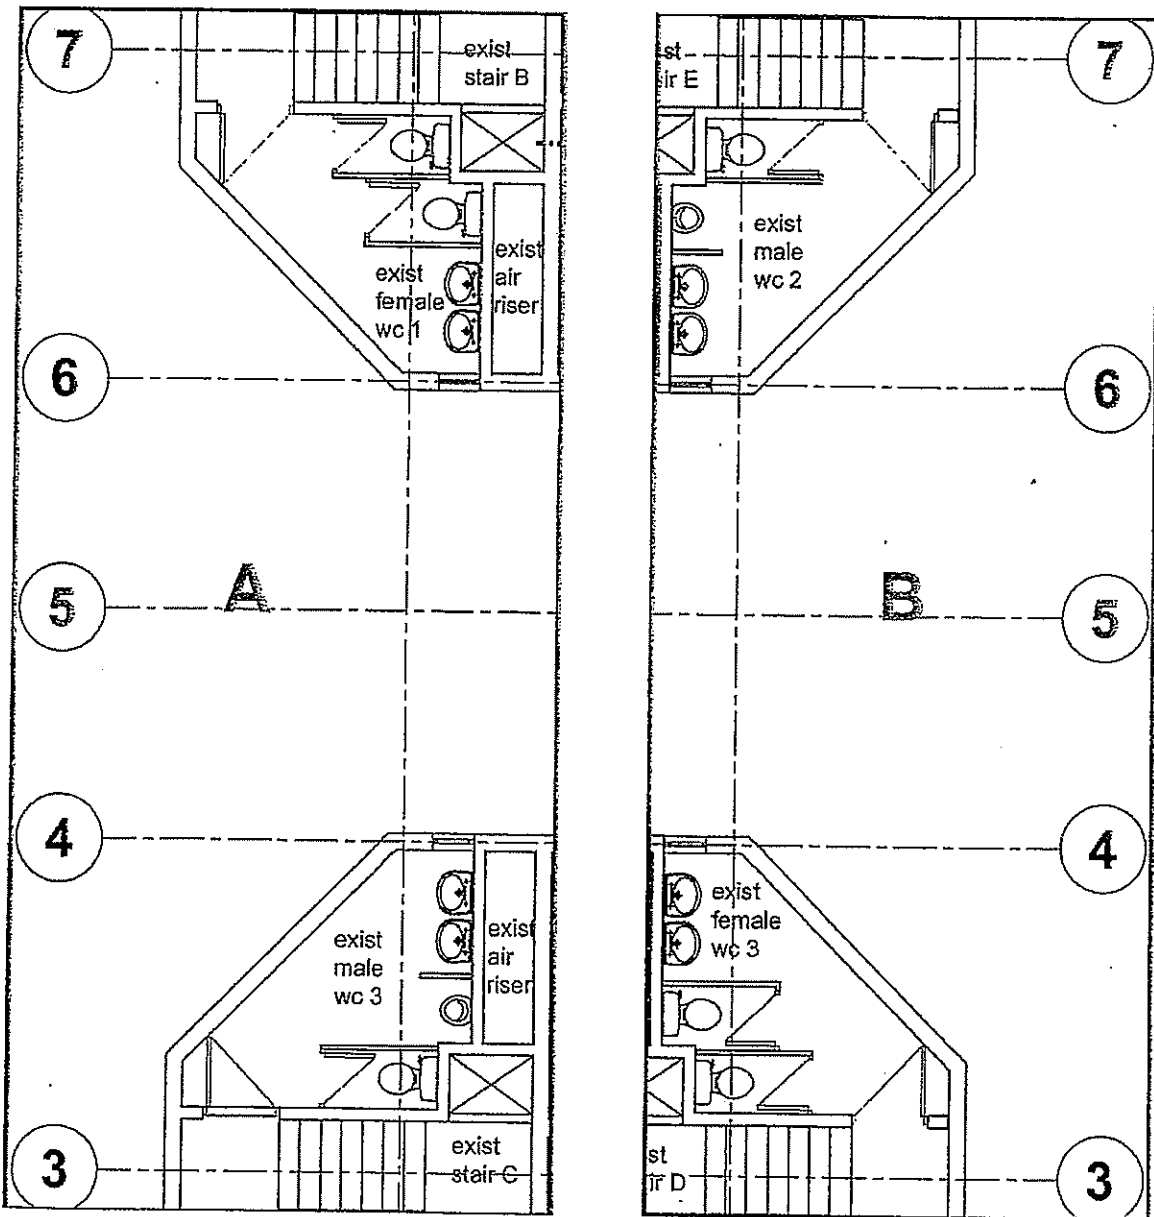 7
exist
stair B
exist
female
wc 1
exist
air
riser
6
A
5
4
exist
male
wc 3
exist
air
riser
3
exist
stair C
st
ir E
7
exist
male
wc 2
6
B
5
4
exist
female
wc 3
st
ir D
3